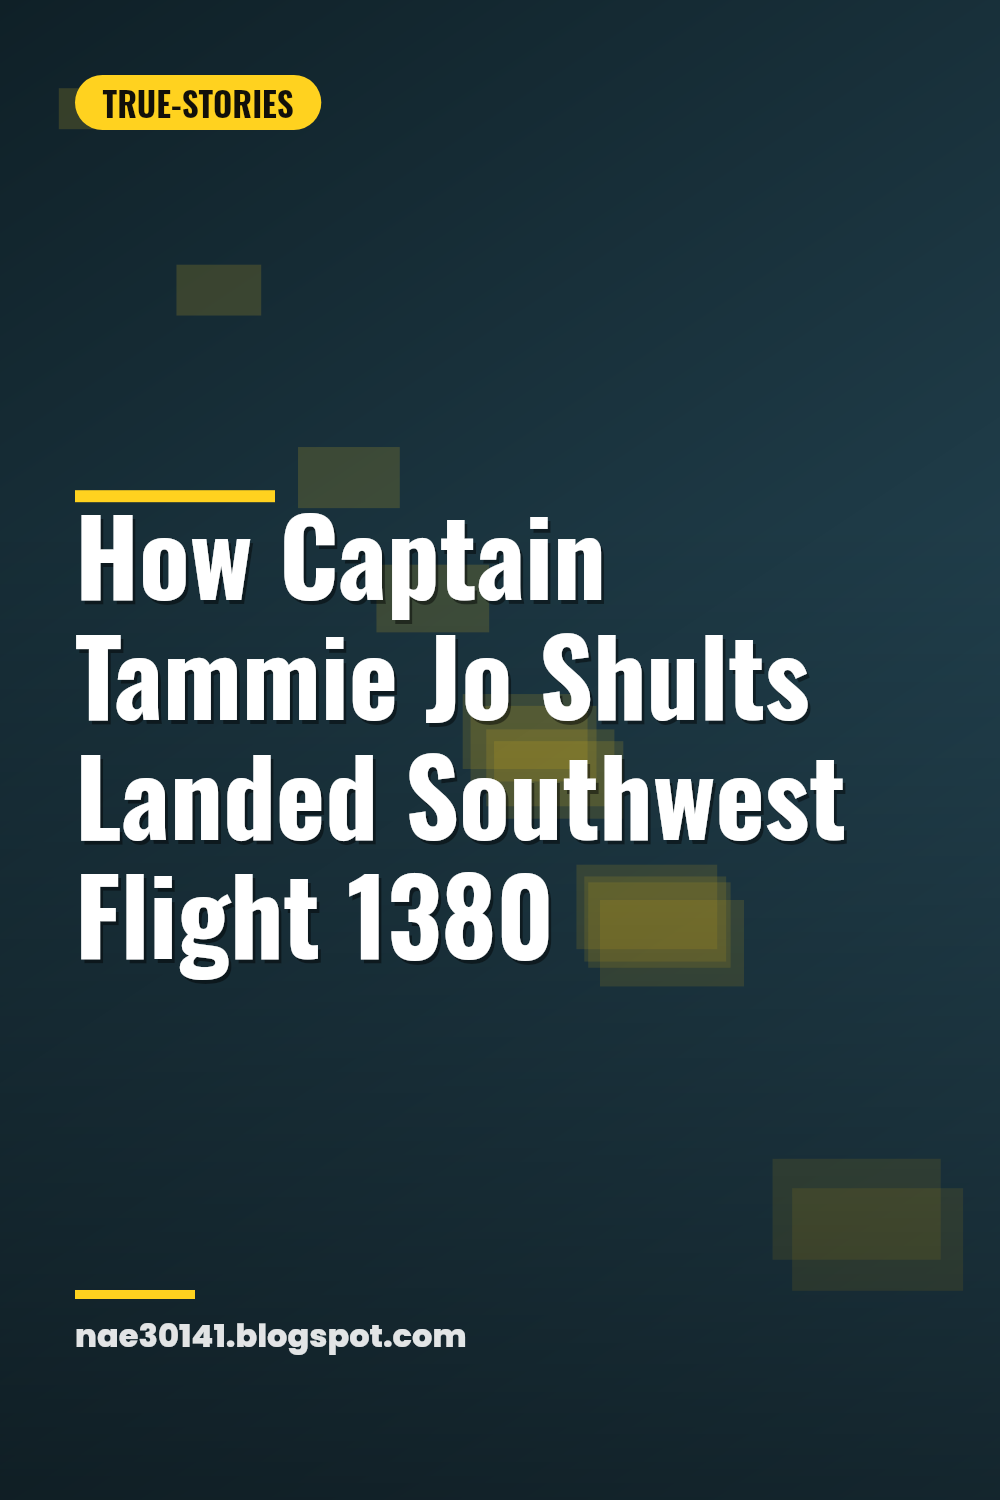 TRUE-STORIES
How Captain
Tammie Jo Shults
Landed Southwest
Flight 1380
nae30141.blogspot.com